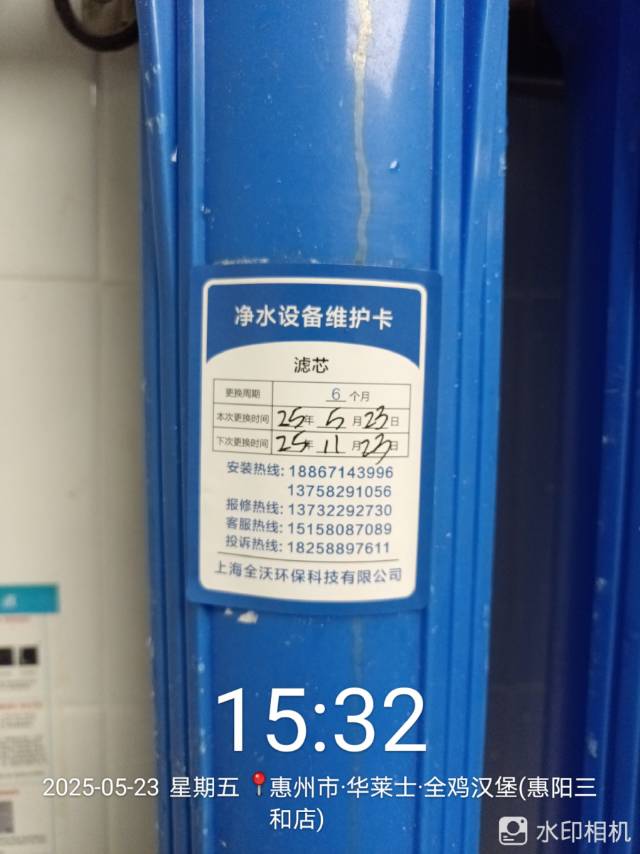 净水设备维护卡
滤芯
更换周期 6 个月
本次更换时间 25年 5 月 23日
下次更换时间 25年 11 月 23日
安装热线: 18867143996
13758291056
报修热线: 13732292730
客服热线: 15158087089
投诉热线: 18258897611
上海全沃环保科技有限公司
15:32
2025-05-23 星期五 惠州市·华莱士·全鸡汉堡(惠阳三
和店)
水印相机